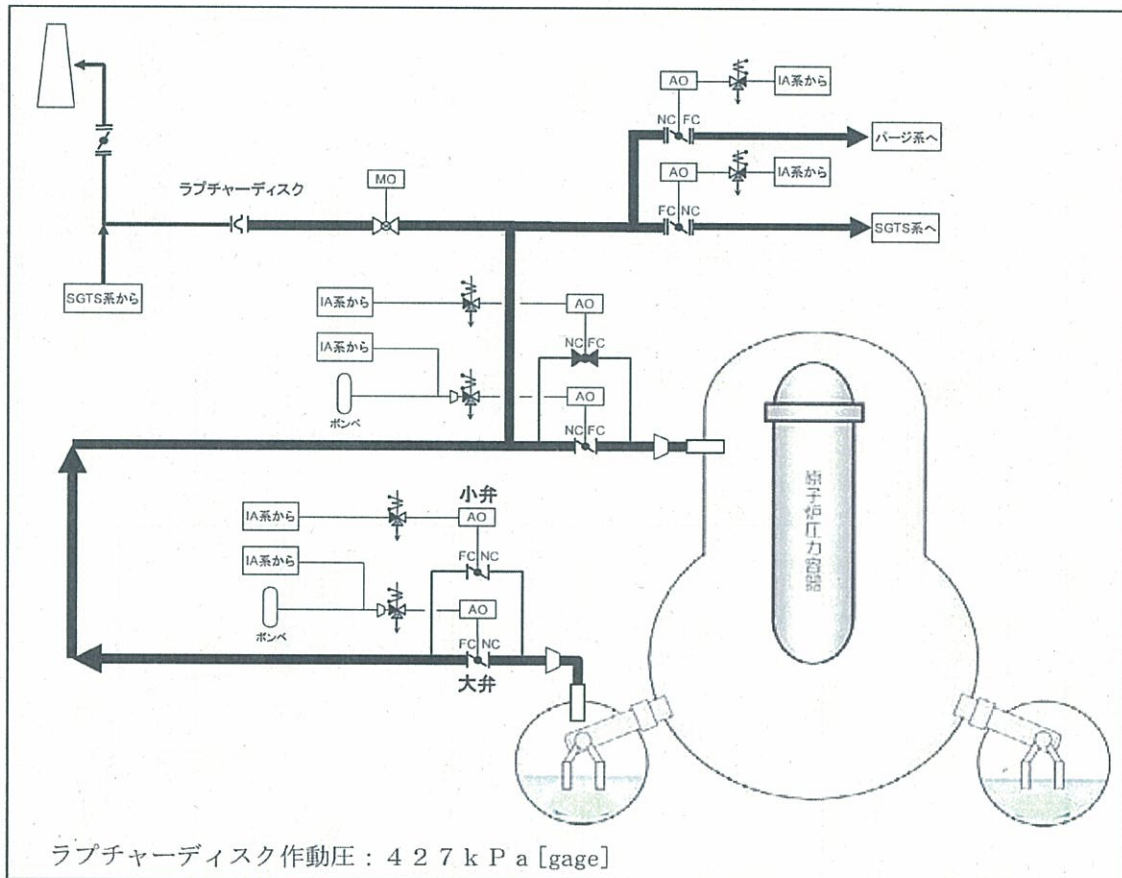 AO
IA系から
NC FC
パージ系へ
AO
IA系から
FC NC
SGTS系へ
ラプチャーディスク
MO
SGTS系から
IA系から
AO
NC FC
IA系から
AO
ボンベ
NC FC
原子炉圧力容器
小弁
IA系から
AO
FC NC
IA系から
AO
ボンベ
FC NC
大弁
ラプチャーディスク作動圧：４２７ｋＰａ[gage]